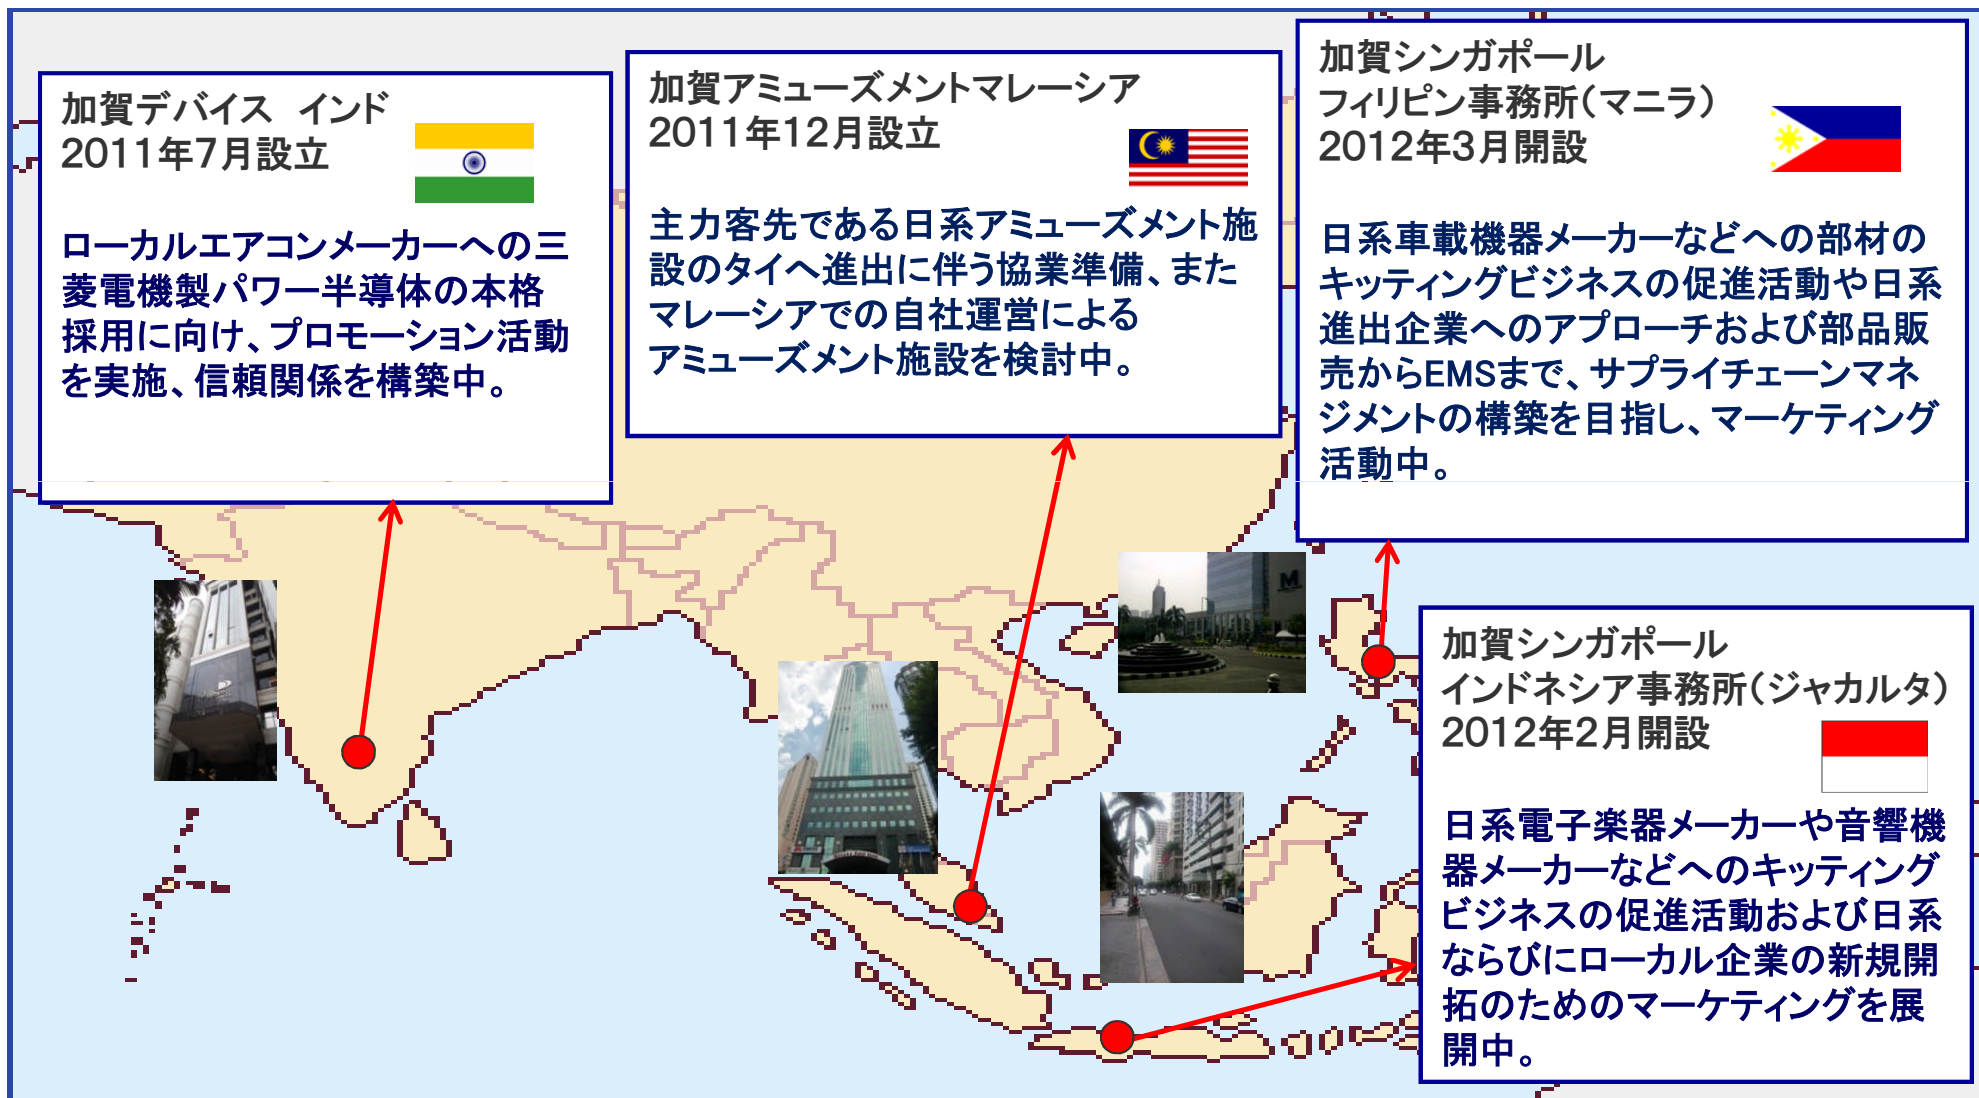 加賀デバイス　インド
2011年7月設立
ローカルエアコンメーカーへの三
菱電機製パワー半導体の本格
採用に向け、プロモーション活動
を実施、信頼関係を構築中。
加賀アミューズメントマレーシア
2011年12月設立
主力客先である日系アミューズメント施
設のタイへ進出に伴う協業準備、また
マレーシアでの自社運営による
アミューズメント施設を検討中。
加賀シンガポール
フィリピン事務所（マニラ）
2012年3月開設
日系車載機器メーカーなどへの部材の
キッティングビジネスの促進活動や日系
進出企業へのアプローチおよび部品販
売からEMSまで、サプライチェーンマネ
ジメントの構築を目指し、マーケティング
活動中。
加賀シンガポール
インドネシア事務所（ジャカルタ）
2012年2月開設
日系電子楽器メーカーや音響機
器メーカーなどへのキッティング
ビジネスの促進活動および日系
ならびにローカル企業の新規開
拓のためのマーケティングを展
開中。
M